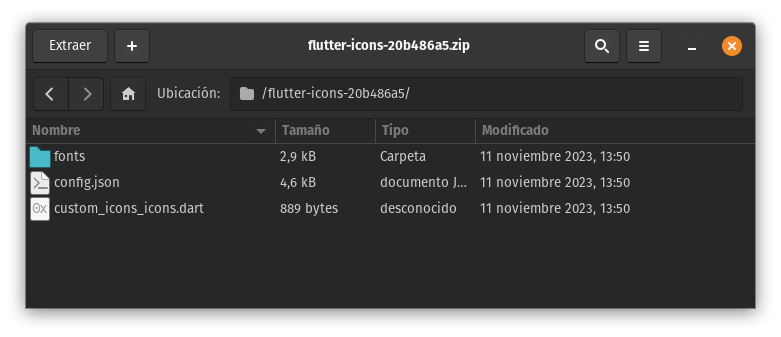 Extraer flutter-icons-20b486a5.zip
Ubicación: /flutter-icons-20b486a5/
Nombre Tamaño Tipo Modificado
fonts 2,9 kB Carpeta 11 noviembre 2023, 13:50
config.json 4,6 kB documento J... 11 noviembre 2023, 13:50
0x custom_icons_icons.dart 889 bytes desconocido 11 noviembre 2023, 13:50